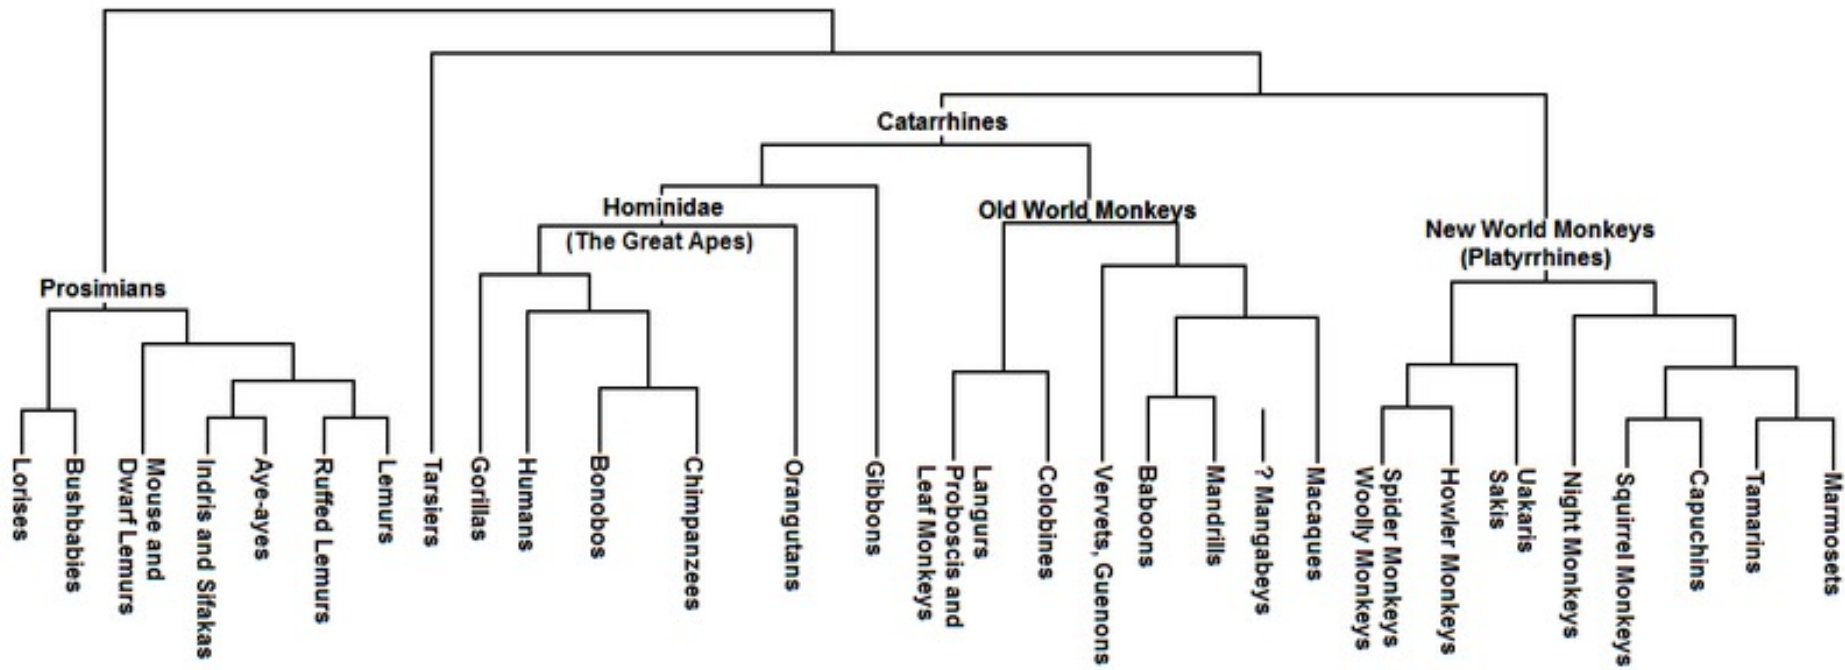 Catarrhines
Hominidae
(The Great Apes)
Old World Monkeys
New World Monkeys
(Platyrrhines)
Prosimians
Lorises
Bushbabies
Mouse and
Dwarf Lemurs
Indris and Sifakas
Aye-ayes
Ruffed Lemurs
Lemurs
Tarsiers
Gorillas
Humans
Bonobos
Chimpanzees
Orangutans
Gibbons
Langurs
Proboscis and
Leaf Monkeys
Colobines
Vervets, Guenons
Baboons
Mandrills
? Mangabeys
Macaques
Spider Monkeys
Woolly Monkeys
Howler Monkeys
Uakaris
Sakis
Night Monkeys
Squirrel Monkeys
Capuchins
Tamarins
Marmosets